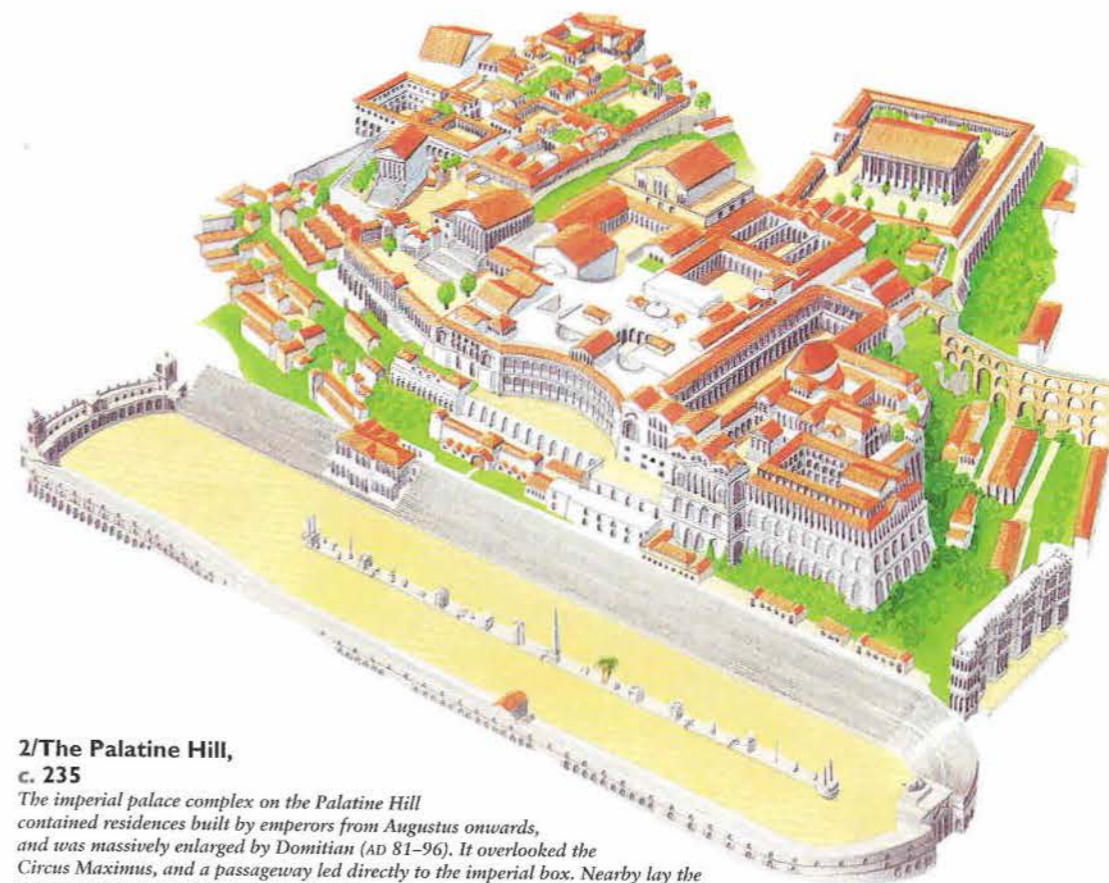 2/The Palatine Hill,
c. 235
The imperial palace complex on the Palatine Hill
contained residences built by emperors from Augustus onwards,
and was massively enlarged by Domitian (AD 81–96). It overlooked the
Circus Maximus, and a passageway led directly to the imperial box. Nearby lay the